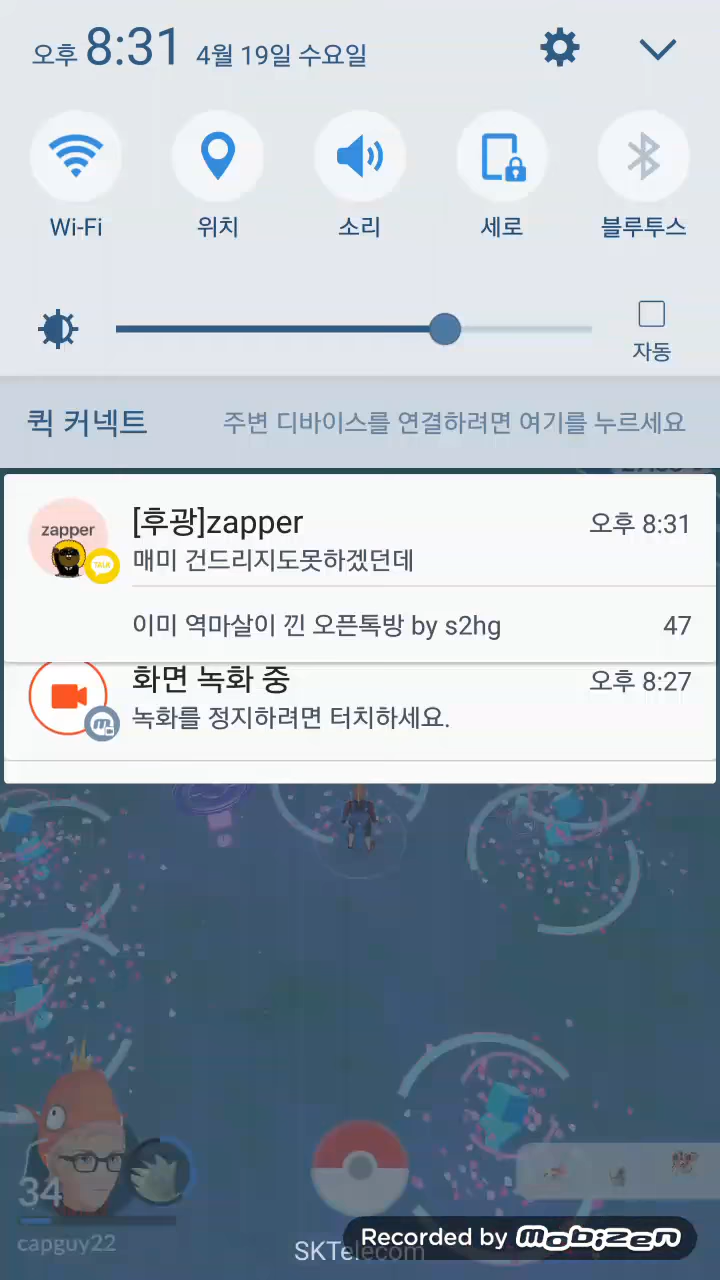 오후 8:31 4월 19일 수요일
Wi-Fi 위치 소리 세로 블루투스
자동
퀵 커넥트 주변 디바이스를 연결하려면 여기를 누르세요
zapper
TALK
[후광]zapper 오후 8:31
매미 건드리지도못하겠던데
이미 역마살이 낀 오픈톡방 by s2hg 47
화면 녹화 중 오후 8:27
녹화를 정지하려면 터치하세요.
34
capguy22
SKTelecom
Recorded by mobizen